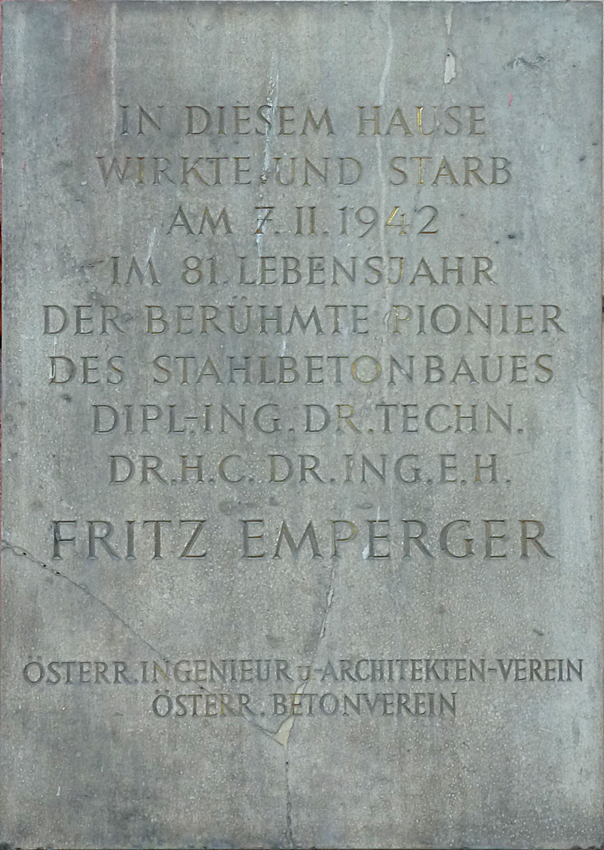 IN DIESEM HAUSE
WIRKTE UND STARB
AM 7.II.1942
IM 81.LEBENSJAHR
DER BERÜHMTE PIONIER
DES STAHLBETONBAUES
DIPL-ING.DR.TECHN.
DR.H.C. DR.ING.E.H.
FRITZ EMPERGER
ÖSTERR.INGENIEUR u-ARCHITEKTEN-VEREIN
ÖSTERR.BETONVEREIN